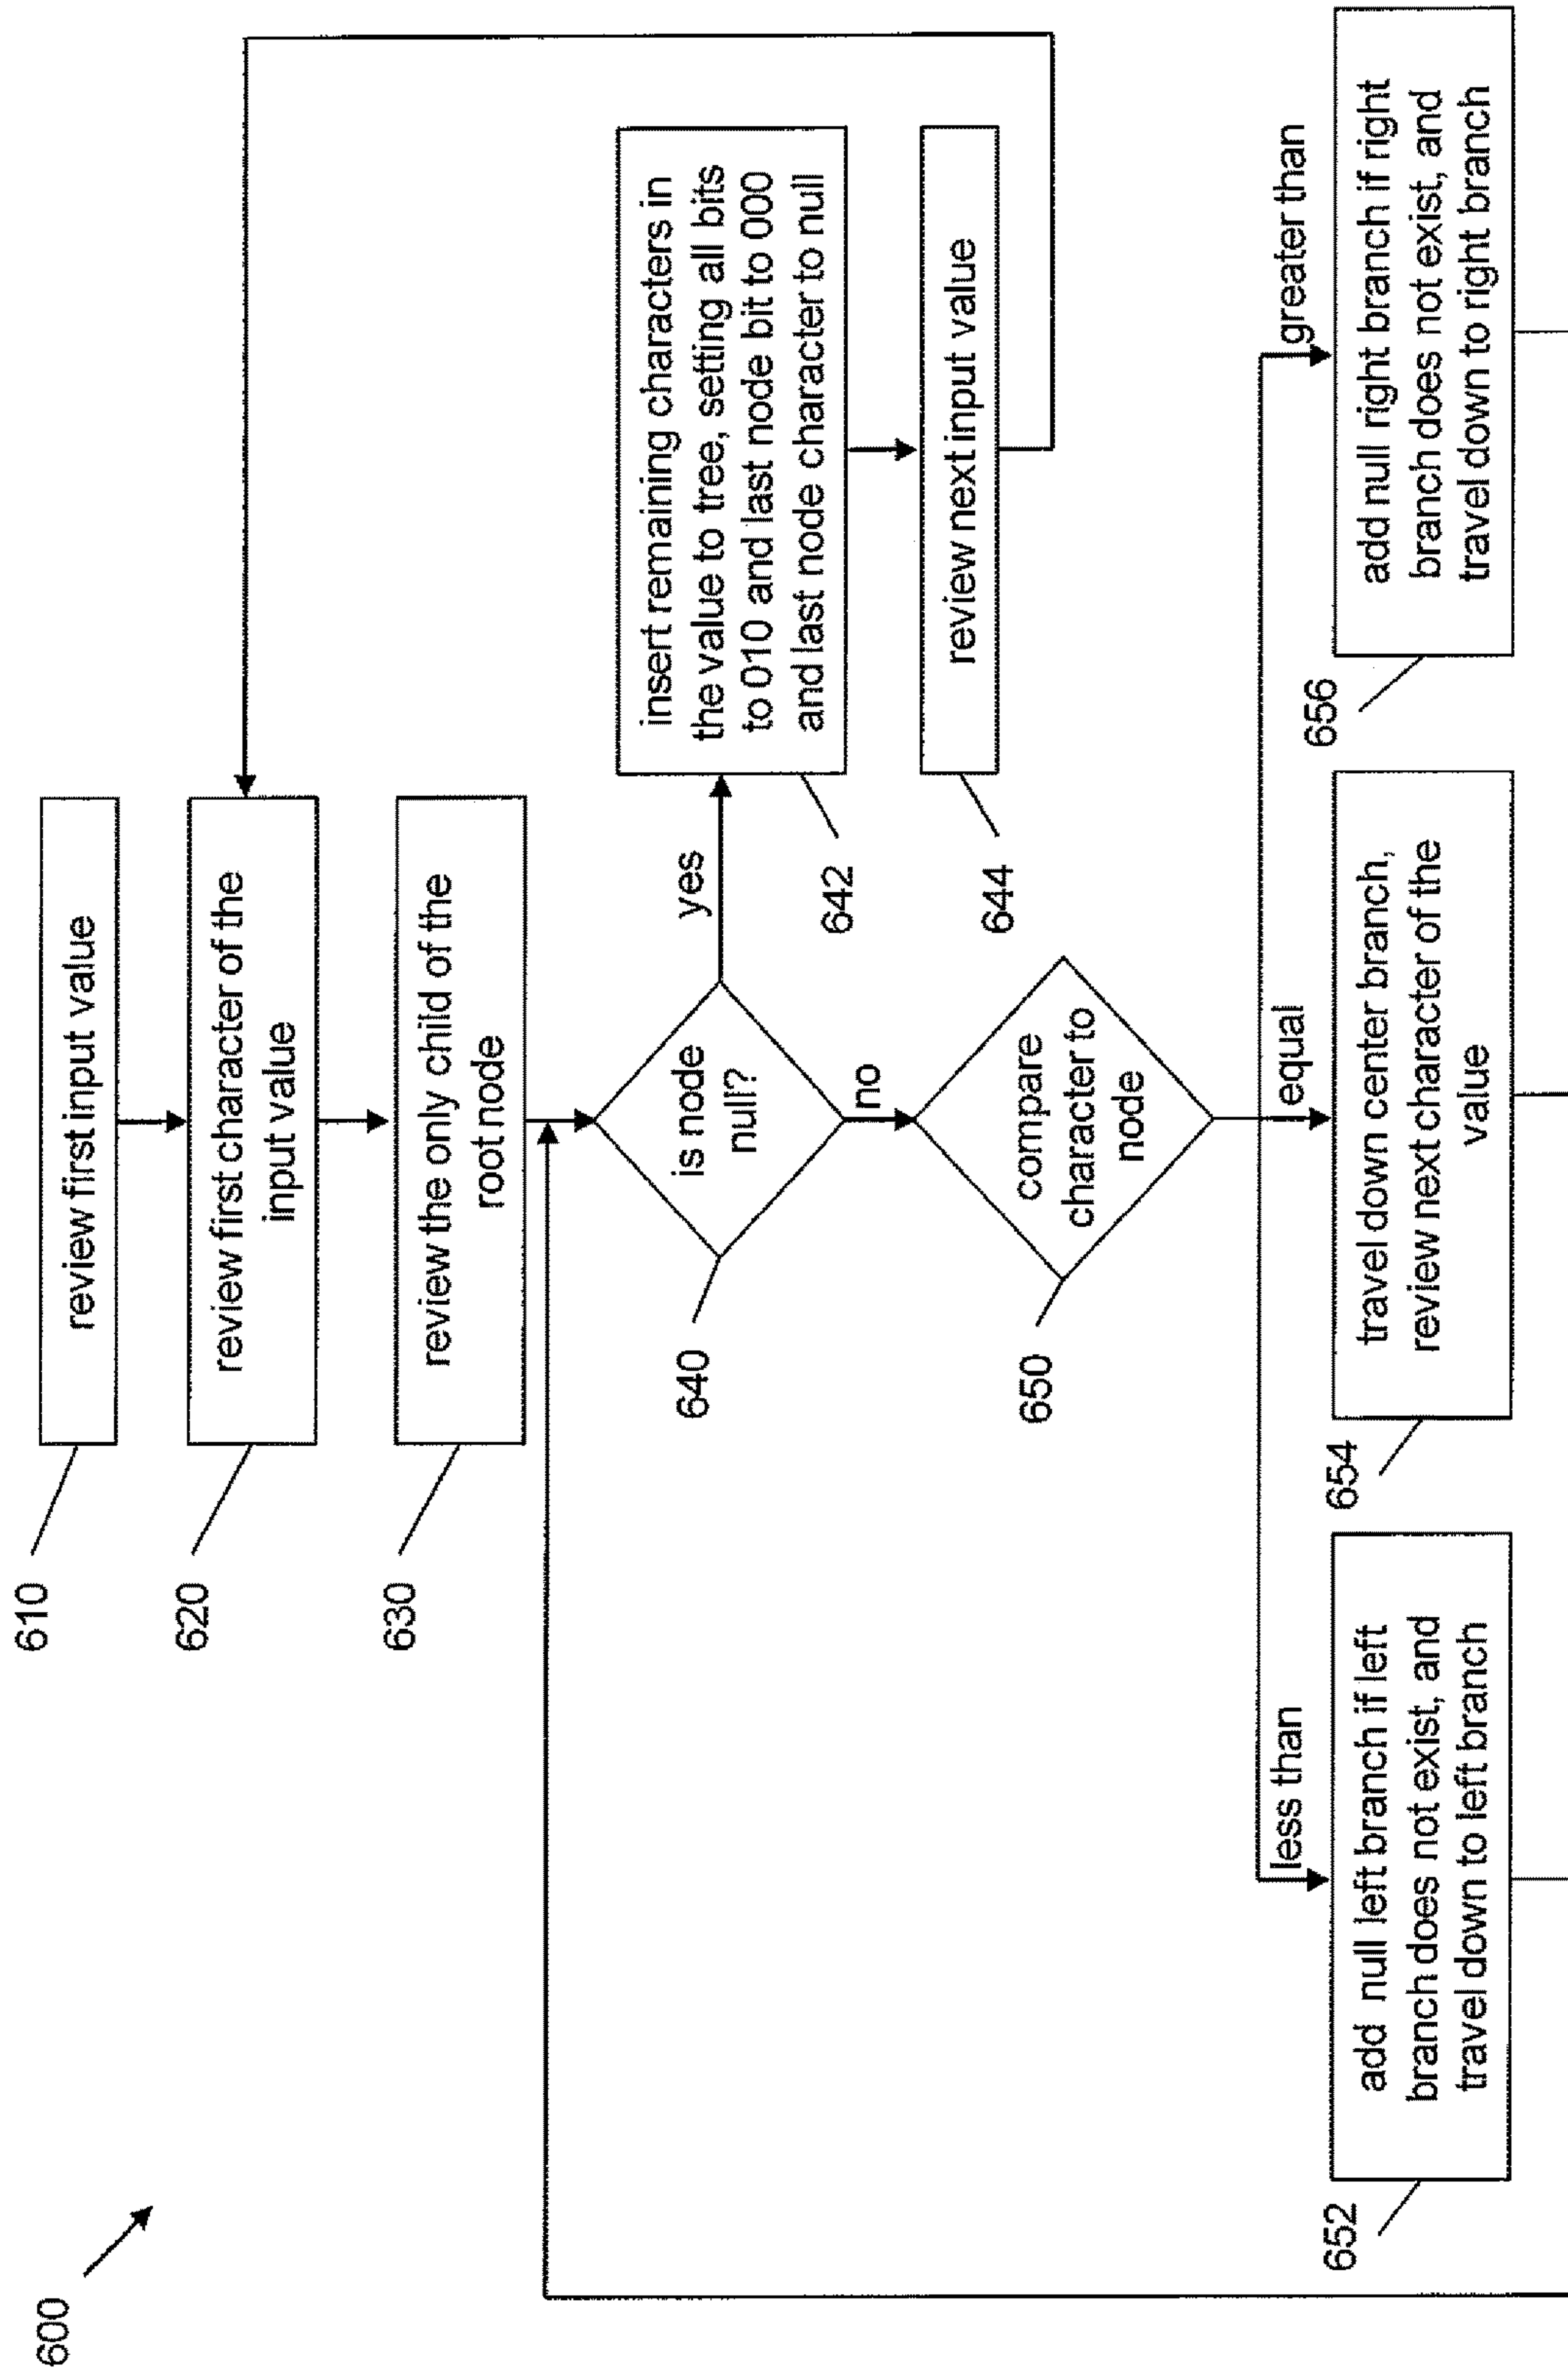 600
610
review first input value
620
review first character of the
input value
630
review the only child of the
root node
640
is node
null?
yes
no
642
insert remaining characters in
the value to tree, setting all bits
to 010 and last node bit to 000
and last node character to null
644
review next input value
650
compare
character to
node
less than
equal
greater than
652
add null left branch if left
branch does not exist, and
travel down to left branch
654
travel down center branch,
review next character of the
value
656
add null right branch if right
branch does not exist, and
travel down to right branch